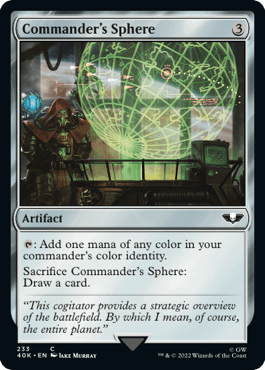 Commander's Sphere 3
Artifact
T: Add one mana of any color in your
commander's color identity.
Sacrifice Commander's Sphere:
Draw a card.
"This cogitator provides a strategic overview
of the battlefield. By which I mean, of course,
the entire planet."
233 C
40K • EN Jake Murray
© GW
™ & © 2022 Wizards of the Coast